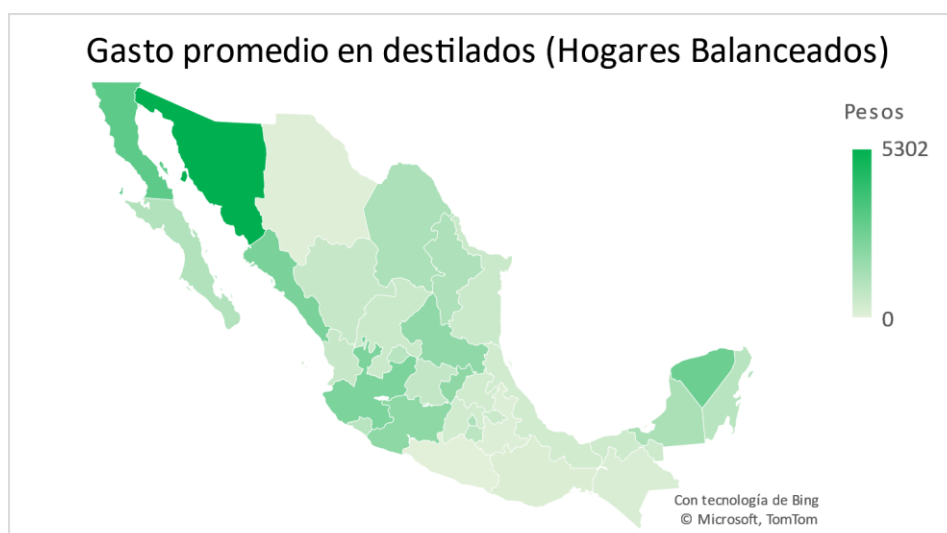 Gasto promedio en destilados (Hogares Balanceados)
Pesos
5302
0
Con tecnología de Bing
© Microsoft, TomTom